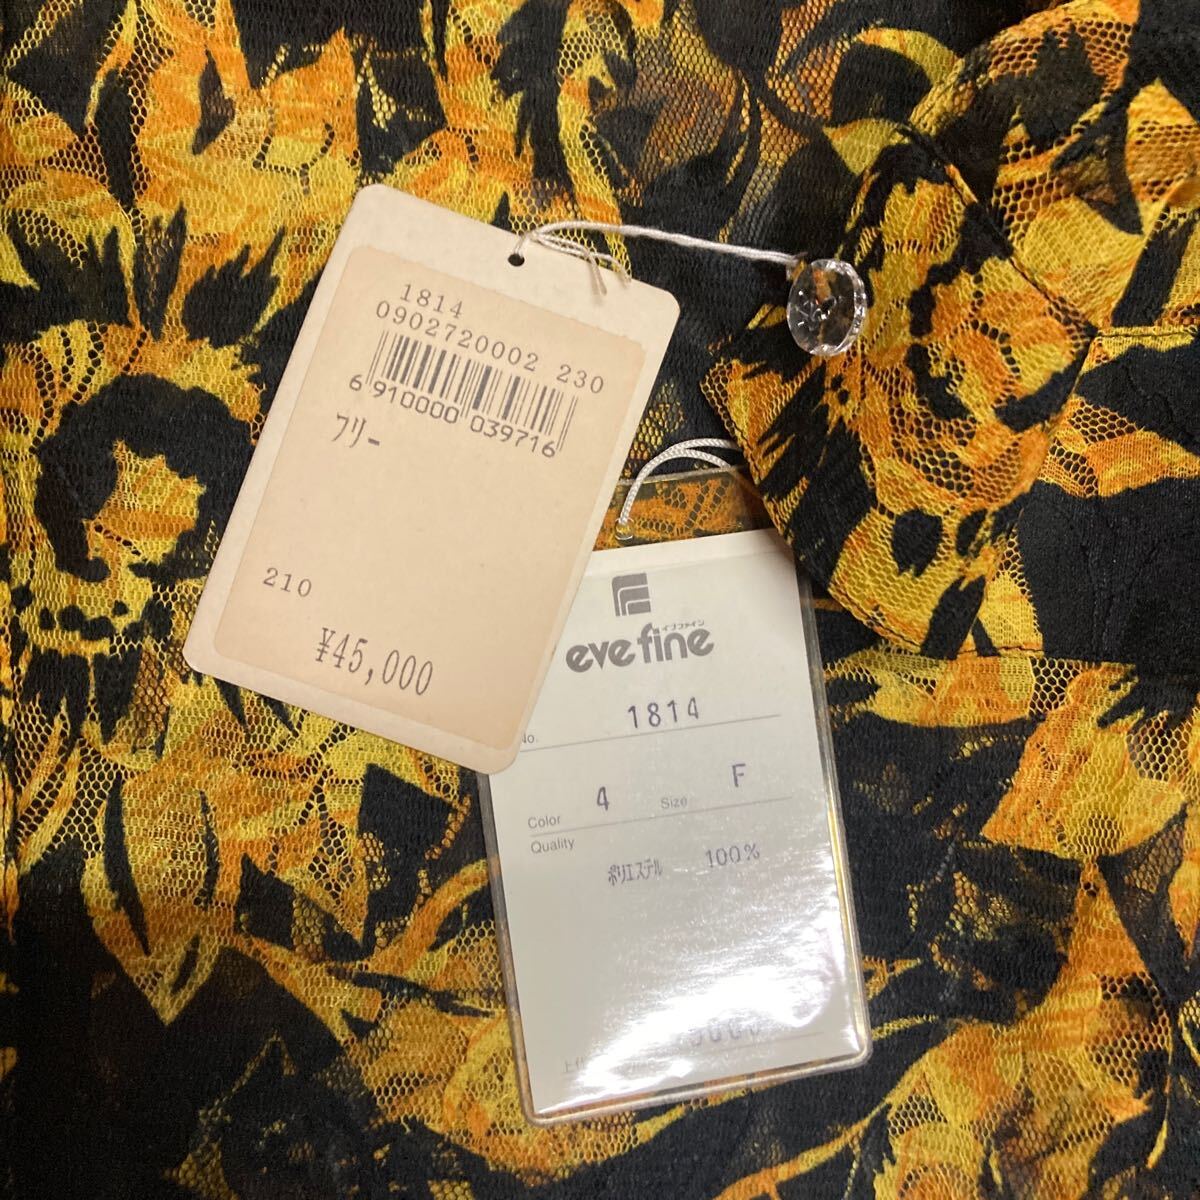 1814
0902720002 230
6 910000 039716
フリー
210
¥45,000
イブファイン
eve fine
No. 1814
Color 4 Size F
Quality
ポリエステル 100%